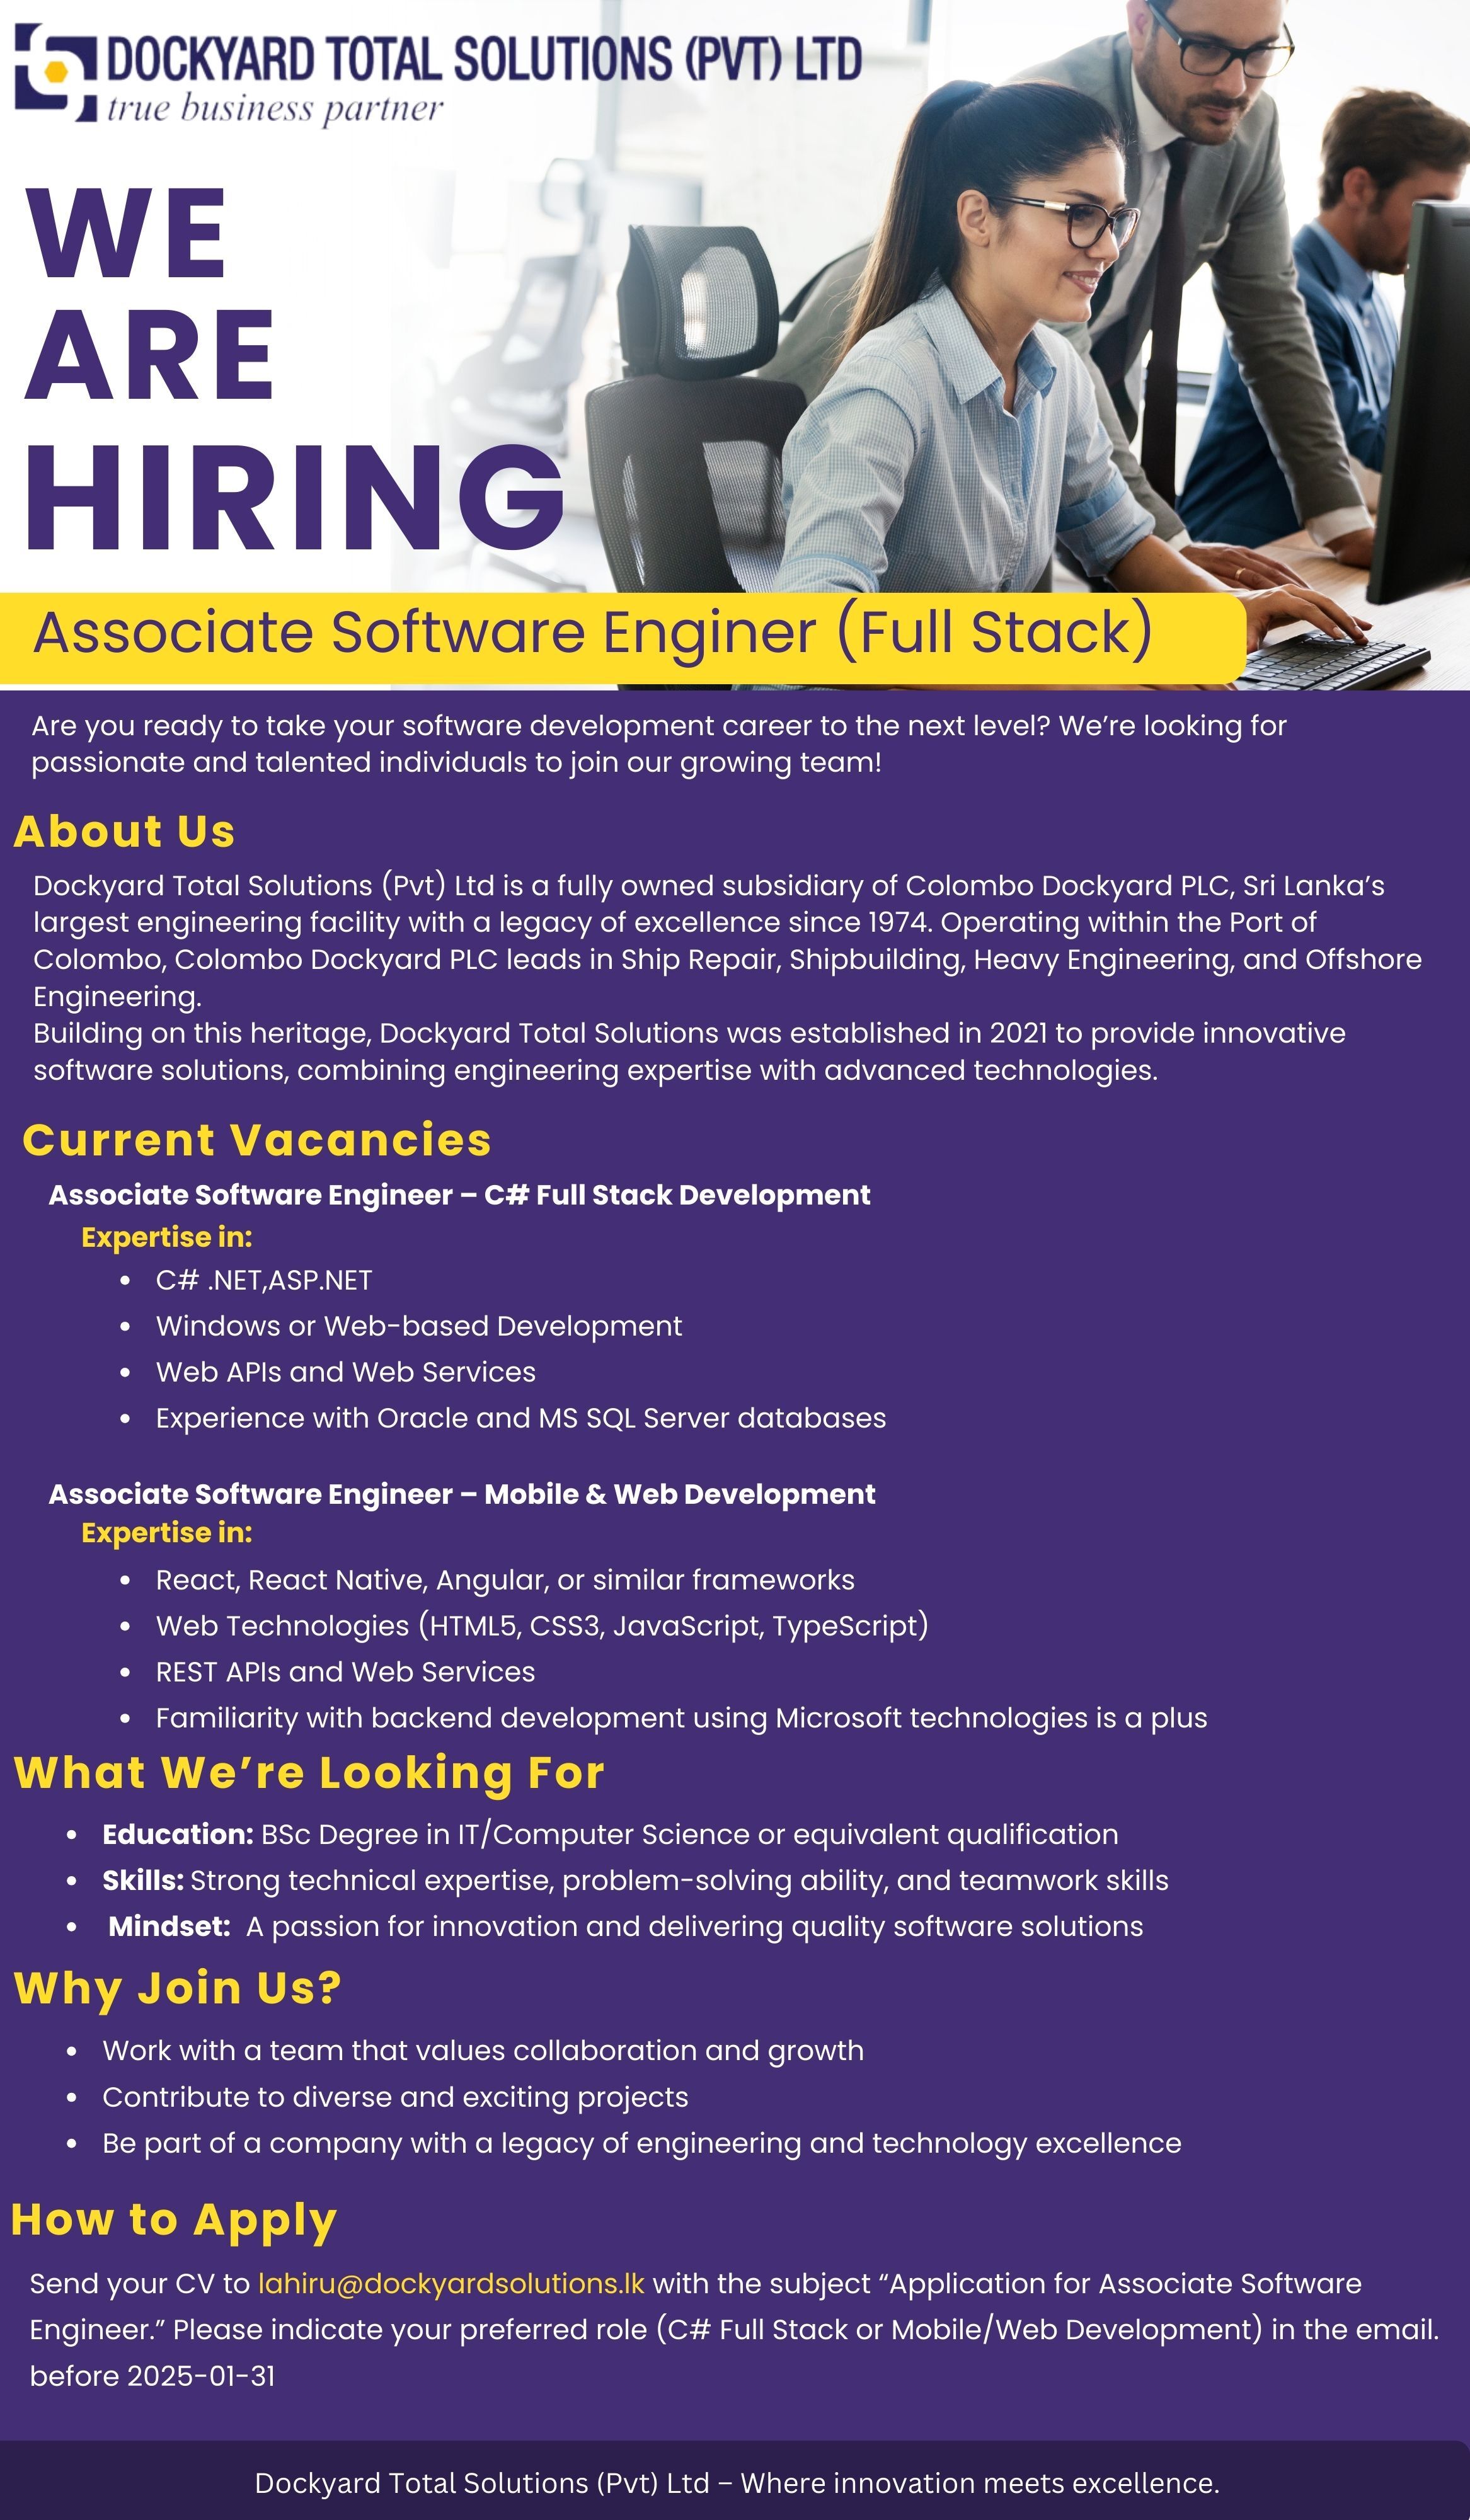 DOCKYARD TOTAL SOLUTIONS (PVT) LTD
true business partner
WE
ARE
HIRING
Associate Software Enginer (Full Stack)
Are you ready to take your software development career to the next level? We’re looking for
passionate and talented individuals to join our growing team!
About Us
Dockyard Total Solutions (Pvt) Ltd is a fully owned subsidiary of Colombo Dockyard PLC, Sri Lanka’s
largest engineering facility with a legacy of excellence since 1974. Operating within the Port of
Colombo, Colombo Dockyard PLC leads in Ship Repair, Shipbuilding, Heavy Engineering, and Offshore
Engineering.
Building on this heritage, Dockyard Total Solutions was established in 2021 to provide innovative
software solutions, combining engineering expertise with advanced technologies.
Current Vacancies
Associate Software Engineer – C# Full Stack Development
Expertise in:
• C# .NET,ASP.NET
• Windows or Web-based Development
• Web APIs and Web Services
• Experience with Oracle and MS SQL Server databases
Associate Software Engineer – Mobile & Web Development
Expertise in:
• React, React Native, Angular, or similar frameworks
• Web Technologies (HTML5, CSS3, JavaScript, TypeScript)
• REST APIs and Web Services
• Familiarity with backend development using Microsoft technologies is a plus
What We’re Looking For
• Education: BSc Degree in IT/Computer Science or equivalent qualification
• Skills: Strong technical expertise, problem-solving ability, and teamwork skills
• Mindset: A passion for innovation and delivering quality software solutions
Why Join Us?
• Work with a team that values collaboration and growth
• Contribute to diverse and exciting projects
• Be part of a company with a legacy of engineering and technology excellence
How to Apply
Send your CV to lahiru@dockyardsolutions.lk with the subject “Application for Associate Software
Engineer.” Please indicate your preferred role (C# Full Stack or Mobile/Web Development) in the email.
before 2025-01-31
Dockyard Total Solutions (Pvt) Ltd – Where innovation meets excellence.